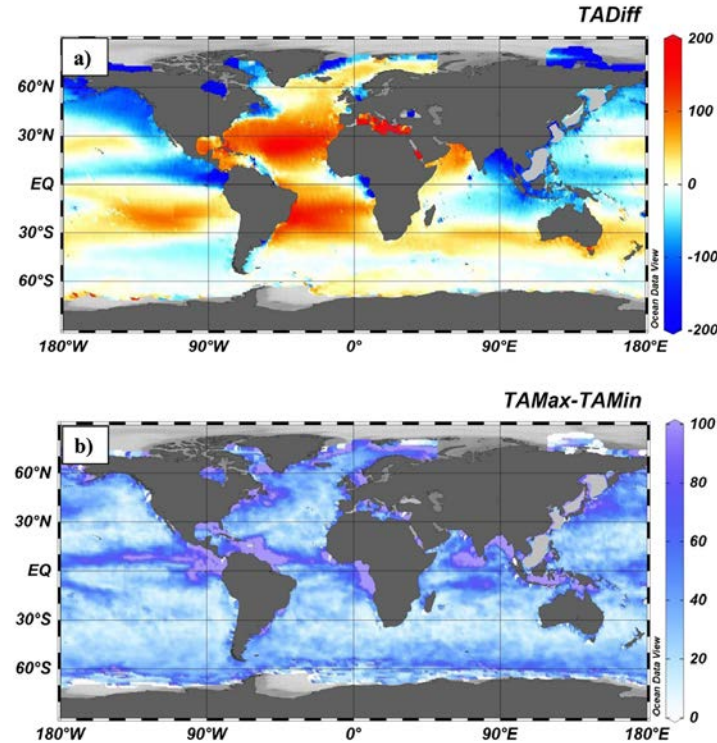 TADiff
a)
60°N
30°N
EQ
30°S
60°S
180°W
90°W
0°
90°E
180°E
200
100
0
-100
-200
Ocean Data View
TAMax-TAMin
b)
60°N
30°N
EQ
30°S
60°S
180°W
90°W
0°
90°E
180°E
100
80
60
40
20
0
Ocean Data View